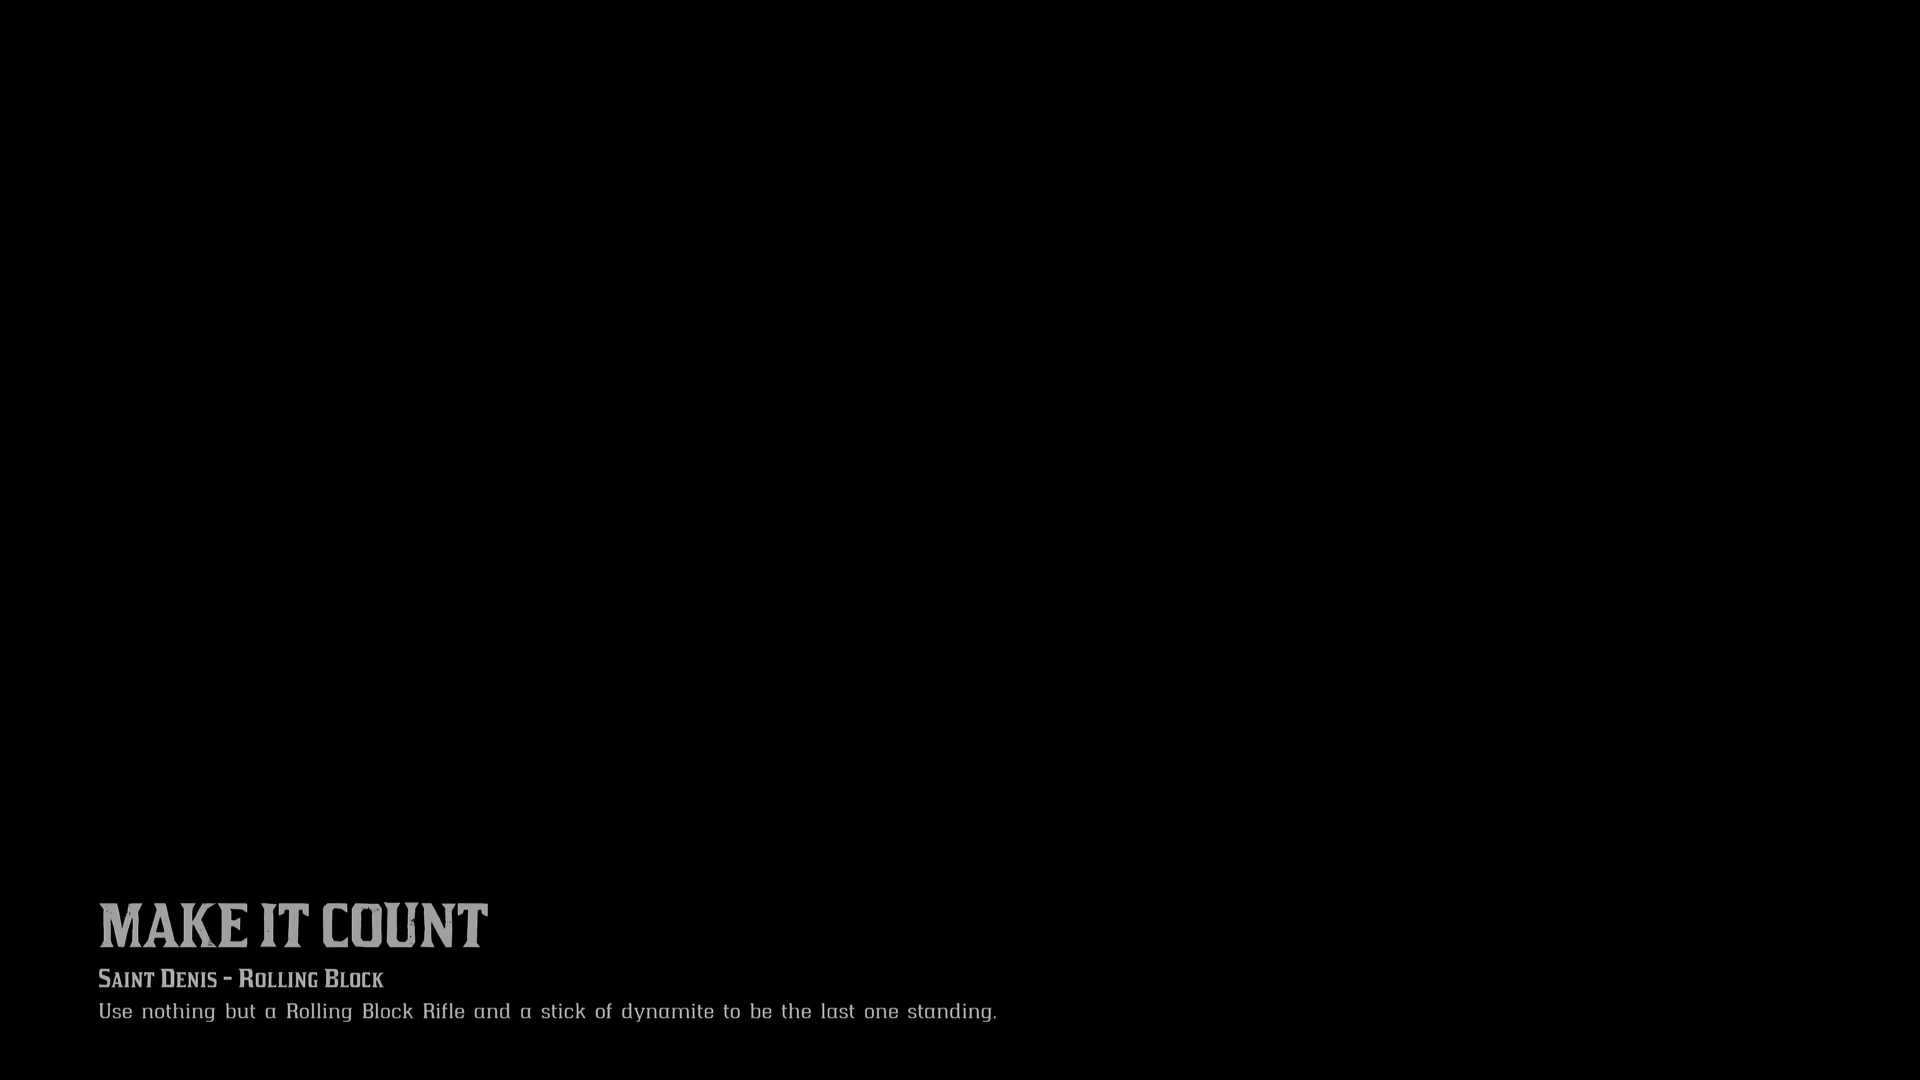 MAKE IT COUNT
Saint Denis - Rolling Block
Use nothing but a Rolling Block Rifle and a stick of dynamite to be the last one standing.